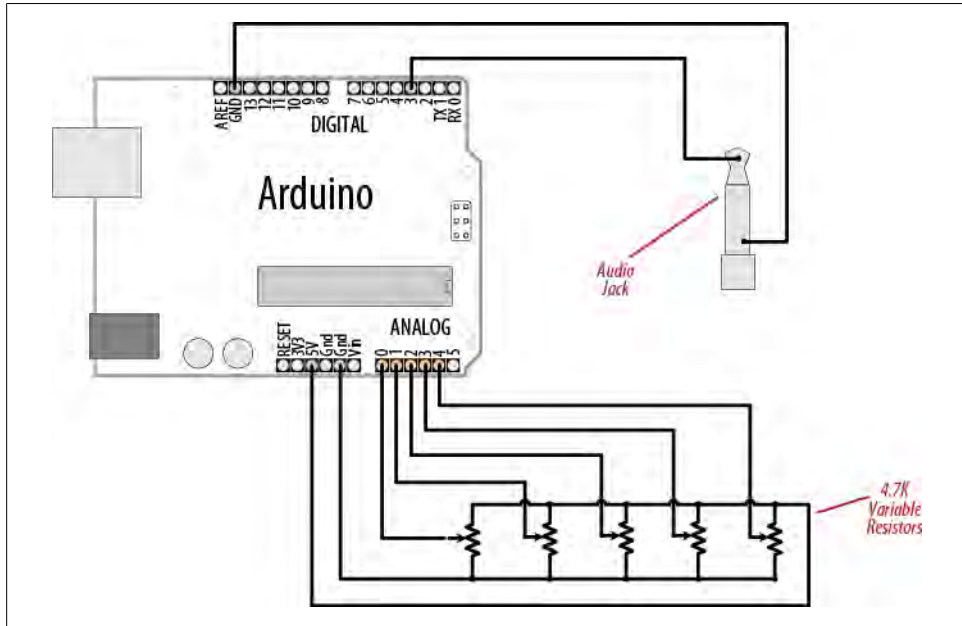 AREF
GND
13
12
11
10
9
8
7
6
5
4
3
2
TX 1
RX 0
DIGITAL
Arduino
Audio
Jack
ANALOG
RESET
3V3
5V
Gnd
Gnd
Vin
0
1
2
3
4
5
4.7K
Variable
Resistors